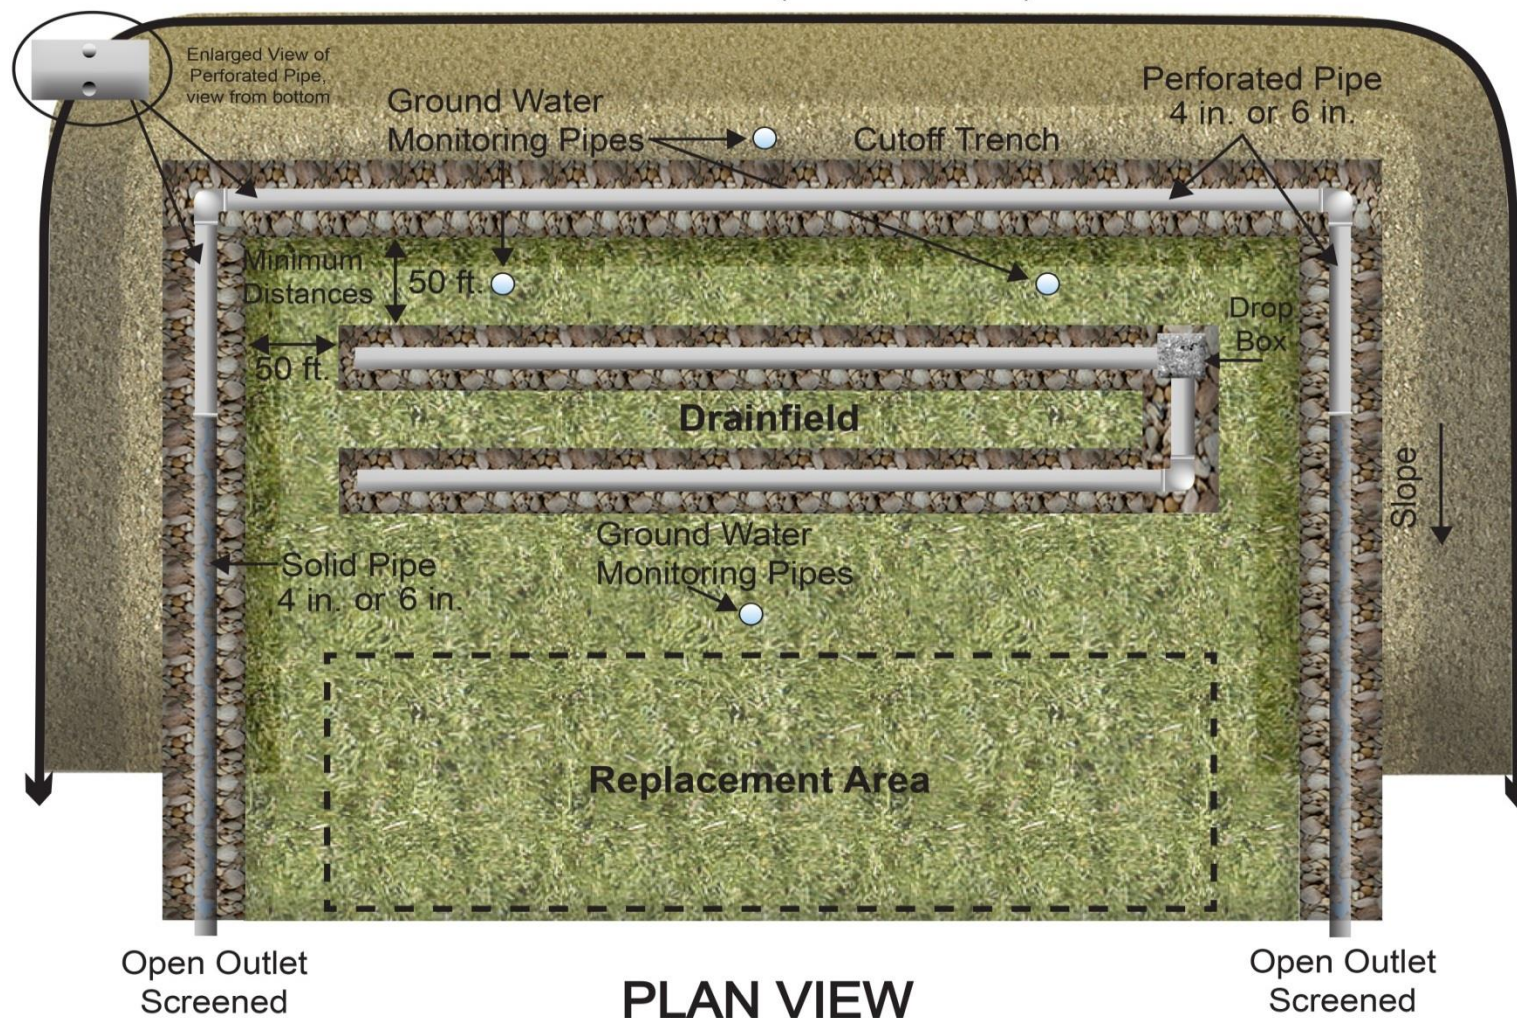 Enlarged View of
Perforated Pipe,
view from bottom
Ground Water
Monitoring Pipes
Cutoff Trench
Perforated Pipe
4 in. or 6 in.
Minimum
Distances
50 ft.
50 ft.
Drop
Box
Drainfield
Slope
Ground Water
Monitoring Pipes
Solid Pipe
4 in. or 6 in.
Replacement Area
Open Outlet
Screened
PLAN VIEW
Open Outlet
Screened